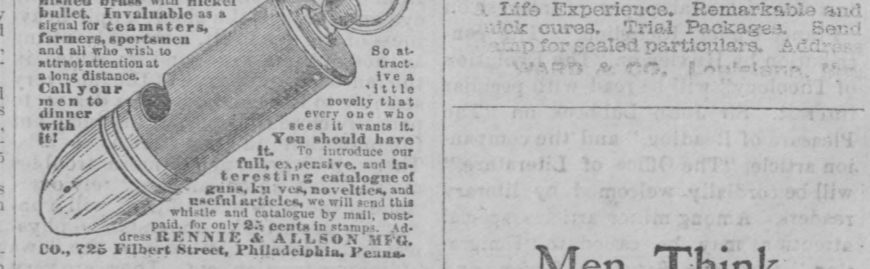 nished brass with nickel
bullet. Invaluable as a
signal for teamsters,
farmers, sportsmen
and all who wish to
attract attention at
a long distance.
Call your
men to
dinner
with
it!
So at-
tract-
ive a
little
novelty that
every one who
sees it wants it.
You should have
it. To introduce our
full, expensive, and in-
teresting catalogue of
guns, knives, novelties, and
useful articles, we will send this
whistle and catalogue by mail, post-
paid, for only 25 cents in stamps. Ad-
dress RENNIE & ALLSON MFG.
CO., 725 Filbert Street, Philadelphia, Penna.
Life Experience. Remarkable and
quick cures. Trial Packages. Send
stamp for sealed particulars. Address
WARD & CO. Louisiana, Mo.
Men Think